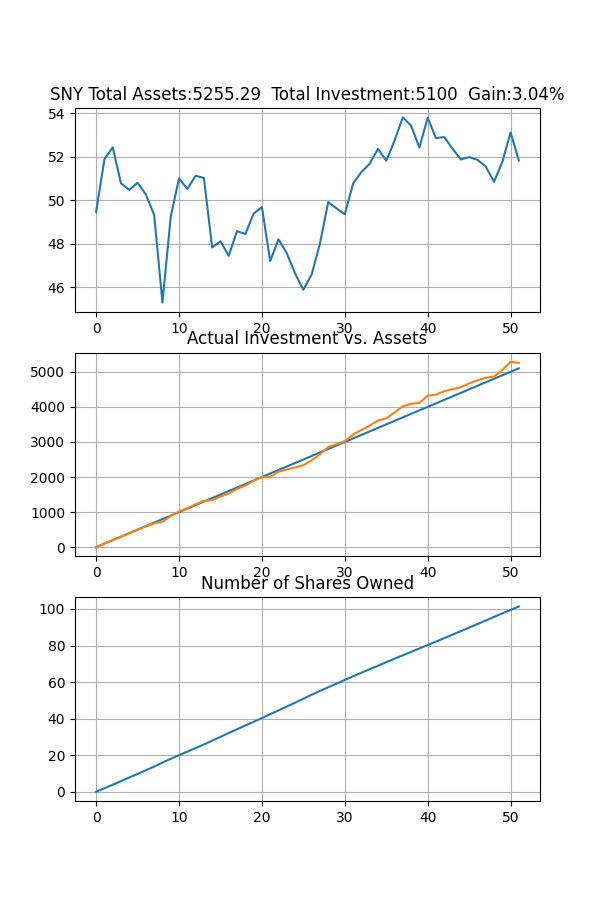 SNY Total Assets:5255.29  Total Investment:5100  Gain:3.04%
54
52
50
48
46
0 10 20 30 40 50
Actual Investment vs. Assets
5000
4000
3000
2000
1000
0
0 10 20 30 40 50
Number of Shares Owned
100
80
60
40
20
0
0 10 20 30 40 50